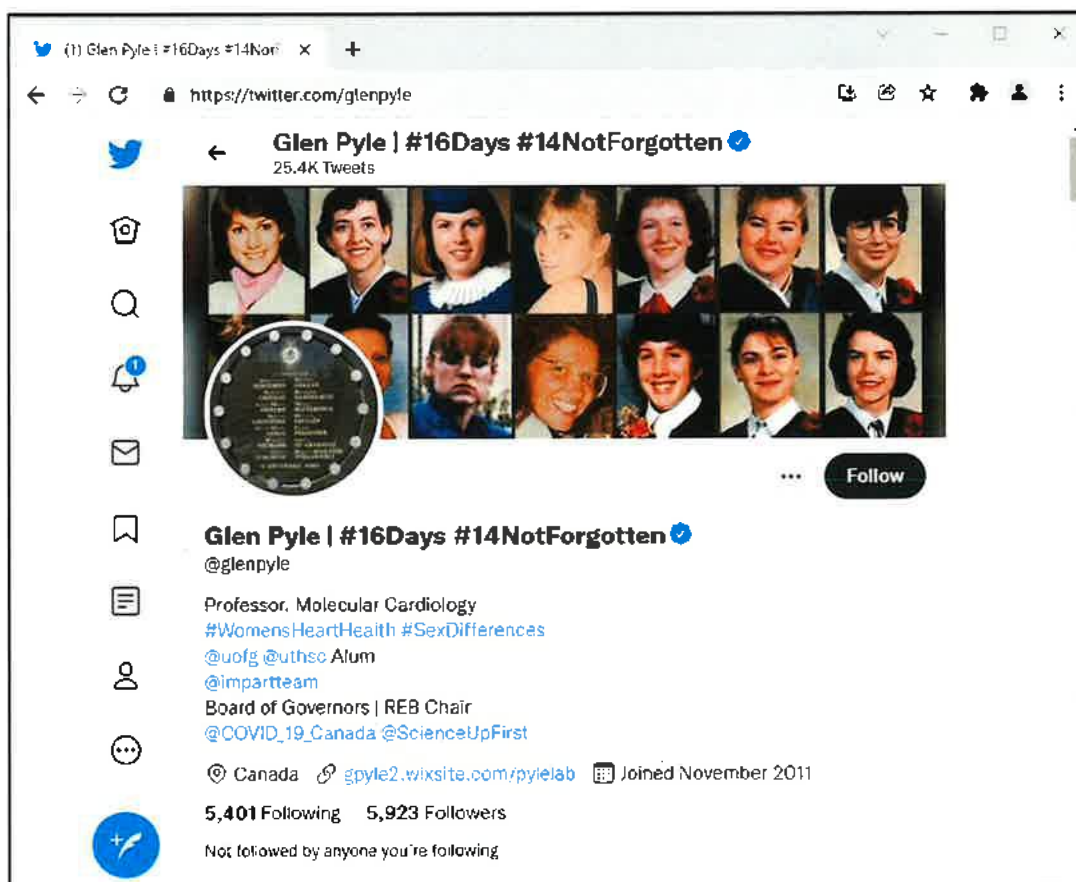 (1) Glen Pyle | #16Days #14Not
https://twitter.com/glenpyle
Glen Pyle | #16Days #14NotForgotten
25.4K Tweets
1
Follow
Glen Pyle | #16Days #14NotForgotten
@glenpyle
Professor, Molecular Cardiology
#WomensHeartHealth #SexDifferences
@uofg @uthsc Alum
@impartteam
Board of Governors | REB Chair
@COVID_19_Canada @ScienceUpFirst
Canada gpyle2.wixsite.com/pylelab Joined November 2011
5,401 Following 5,923 Followers
Not followed by anyone you're following